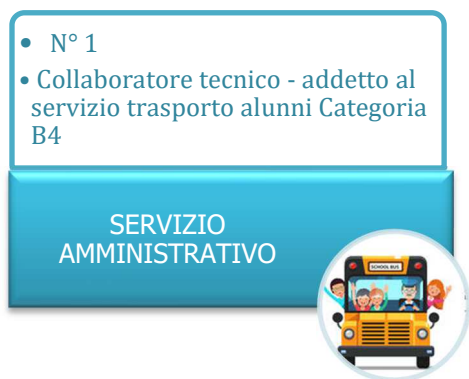 • N° 1
• Collaboratore tecnico - addetto al
servizio trasporto alunni Categoria
B4
SERVIZIO
AMMINISTRATIVO
SCHOOL BUS